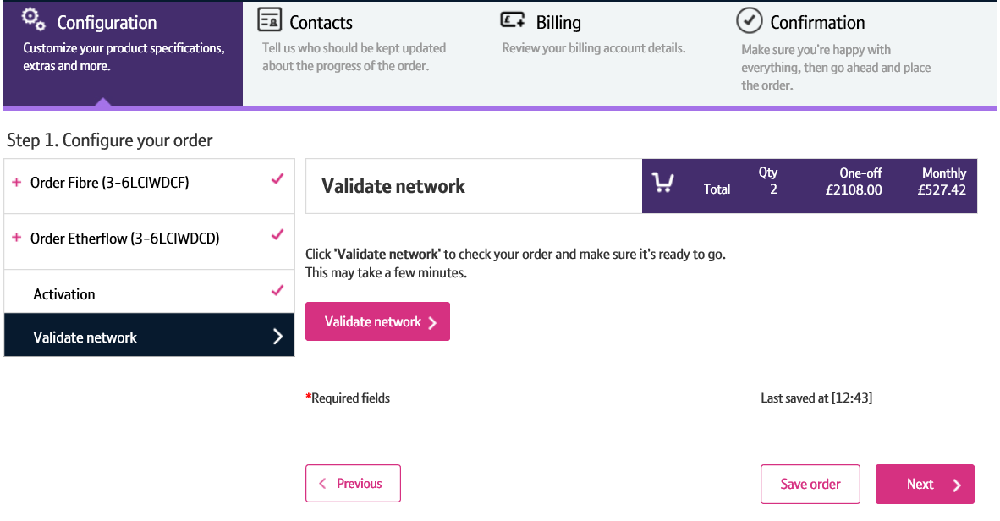 Configuration
Customize your product specifications,
extras and more.
Contacts
Tell us who should be kept updated
about the progress of the order.
£
Billing
Review your billing account details.
Confirmation
Make sure you're happy with
everything, then go ahead and place
the order.
Step 1. Configure your order
+ Order Fibre (3-6LCIWDCF)
+ Order Etherflow (3-6LCIWDCD)
Activation
Validate network
Validate network
Total
Qty
2
One-off
£2108.00
Monthly
£527.42
Click 'Validate network' to check your order and make sure it's ready to go.
This may take a few minutes.
Validate network
*Required fields
Last saved at [12:43]
Previous
Save order
Next